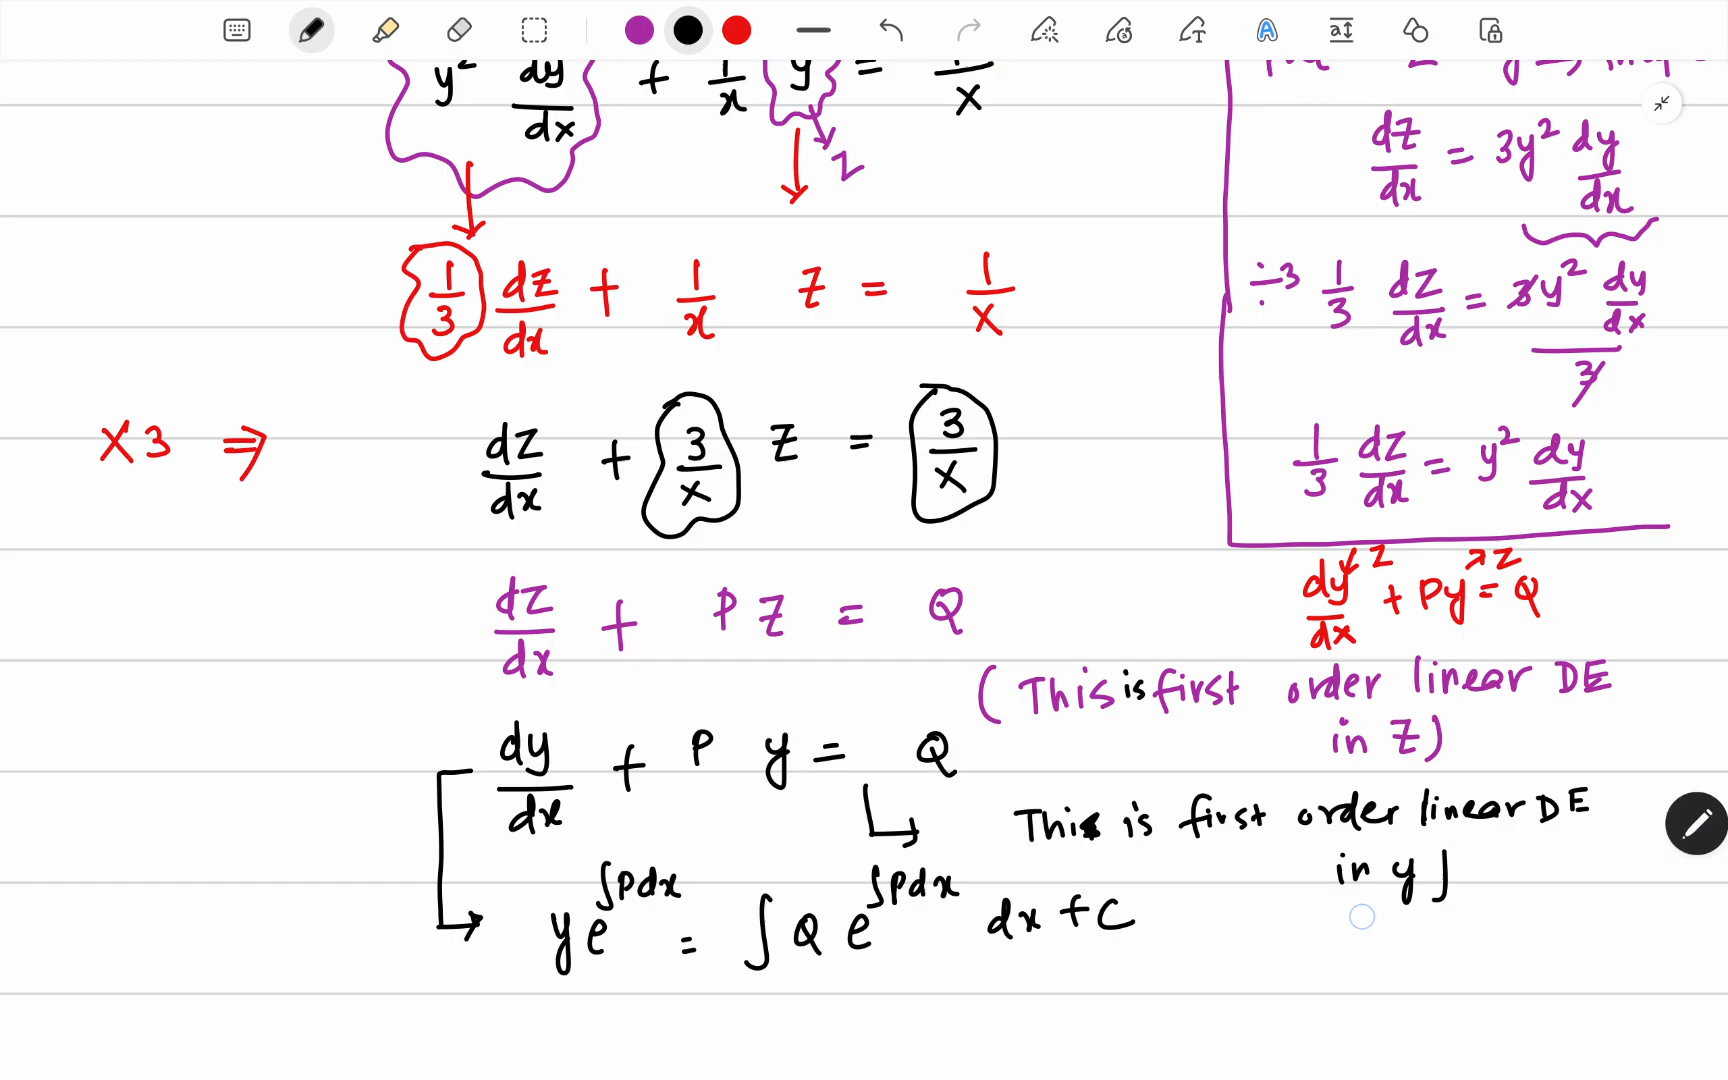 y² dy/dx + 1/x y = 1/x
z
dz/dx = 3y² dy/dx
1/3 dz/dx + 1/x z = 1/x
÷3 1/3 dz/dx = 3y² dy/dx / 3
×3 ⇒ dz/dx + 3/x z = 3/x
1/3 dz/dx = y² dy/dx
z z
dy/dx + Py = Q
dz/dx + P z = Q
(This is first order linear DE
in z)
dy/dx + P y = Q
This is first order linear DE
in y ]
y e^∫Pdx = ∫ Q e^∫Pdx dx + C